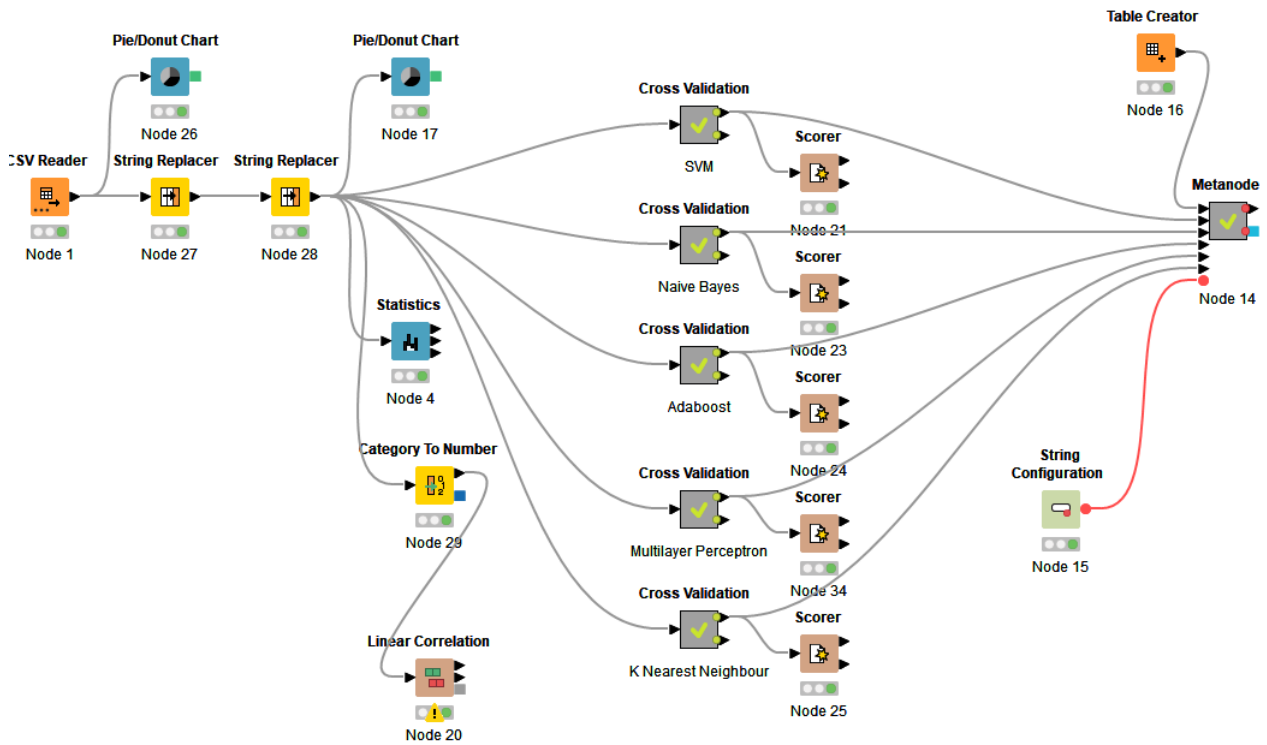 Table Creator
Pie/Donut Chart
Pie/Donut Chart
Node 16
Cross Validation
Node 26
Node 17
Scorer
CSV Reader
String Replacer
String Replacer
SVM
Metanode
Cross Validation
Node 21
Node 1
Node 27
Node 28
Scorer
Naive Bayes
Node 14
Statistics
Cross Validation
Node 23
Scorer
Node 4
Adaboost
Category To Number
Node 24
String
Configuration
Cross Validation
Scorer
0
1
2
Node 29
Multilayer Perceptron
Node 15
Node 34
Cross Validation
Scorer
Linear Correlation
K Nearest Neighbour
Node 25
Node 20